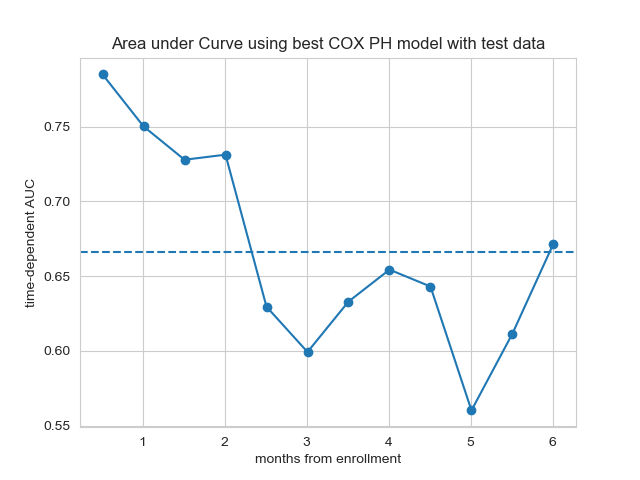 Area under Curve using best COX PH model with test data
time-dependent AUC
0.75
0.70
0.65
0.60
0.55
1 2 3 4 5 6
months from enrollment